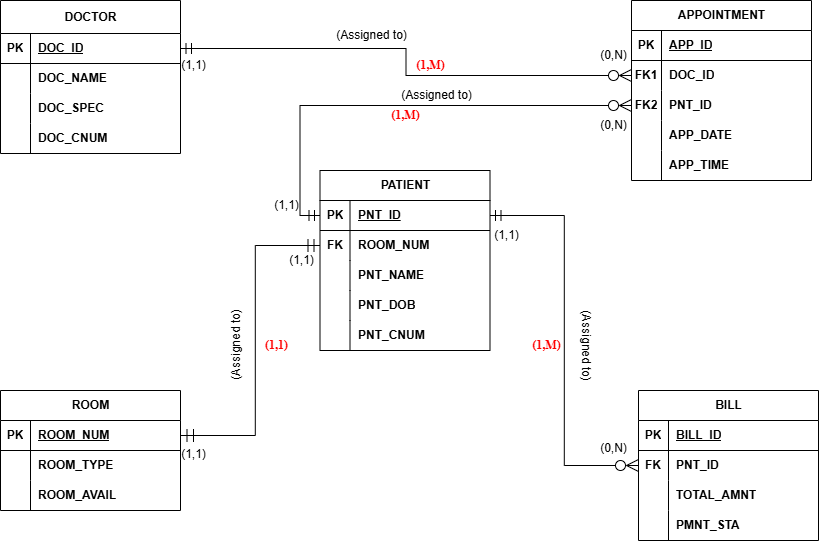 DOCTOR
PK DOC_ID
DOC_NAME
DOC_SPEC
DOC_CNUM
(1,1)
(Assigned to)
(1,M)
(0,N)
APPOINTMENT
PK APP_ID
FK1 DOC_ID
FK2 PNT_ID
APP_DATE
APP_TIME
(Assigned to)
(1,M)
(0,N)
(1,1)
PATIENT
PK PNT_ID
FK ROOM_NUM
PNT_NAME
PNT_DOB
PNT_CNUM
(1,1)
(1,1)
(Assigned to)
(1,1)
(1,M)
(Assigned to)
ROOM
PK ROOM_NUM
ROOM_TYPE
ROOM_AVAIL
(1,1)
(0,N)
BILL
PK BILL_ID
FK PNT_ID
TOTAL_AMNT
PMNT_STA